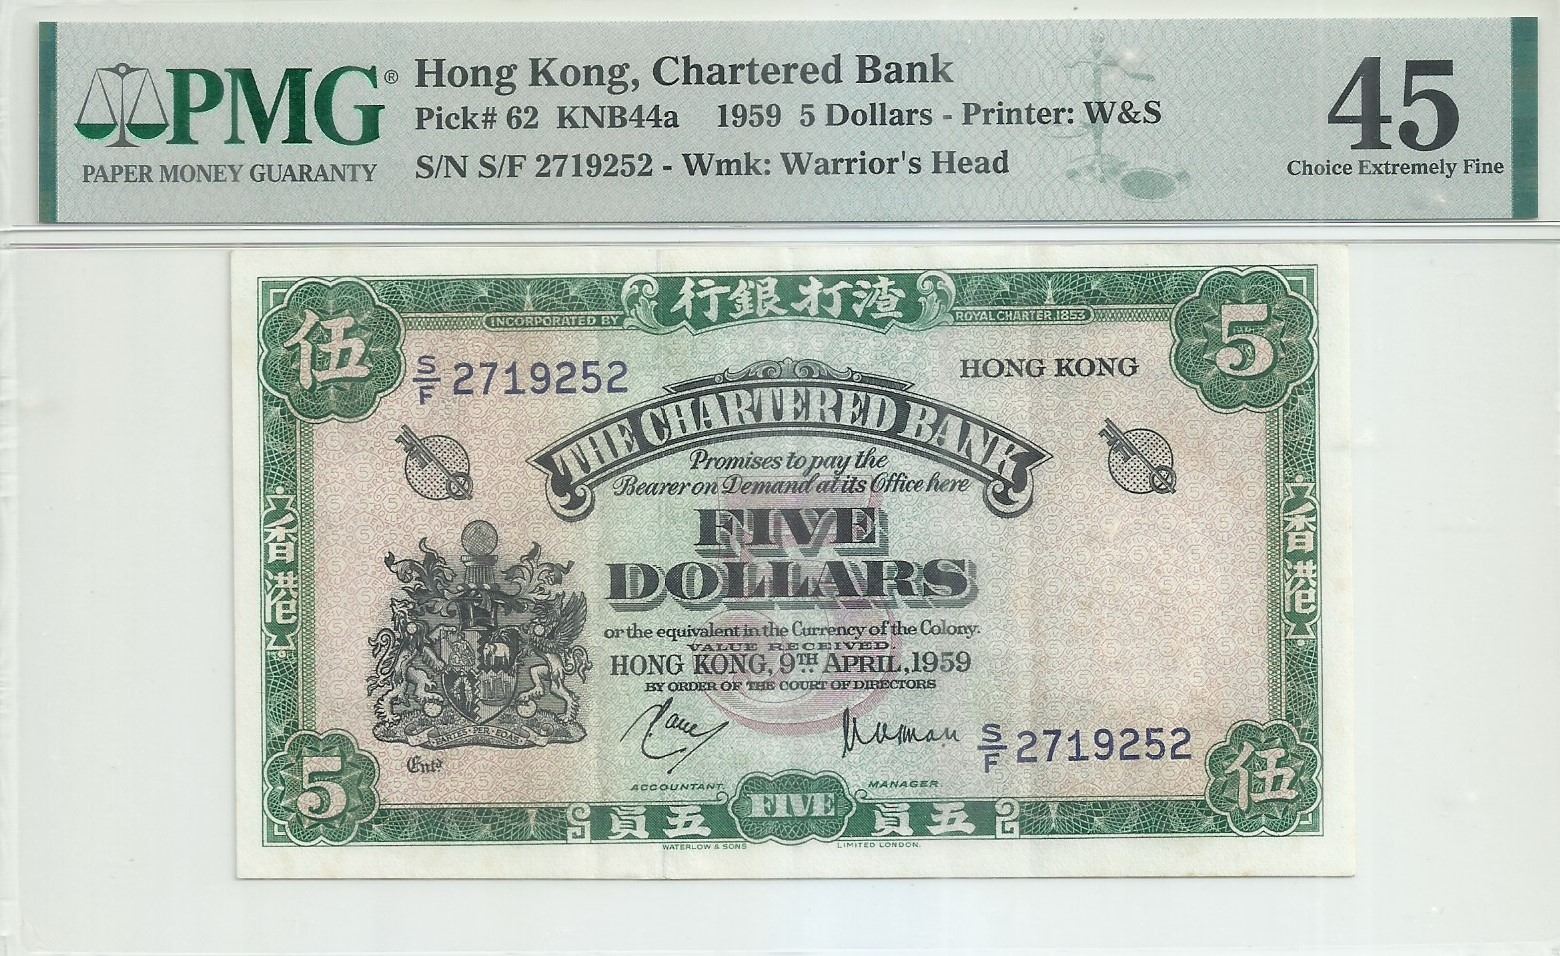 PMG®
PAPER MONEY GUARANTY
Hong Kong, Chartered Bank
Pick# 62 KNB44a 1959 5 Dollars - Printer: W&S
S/N S/F 2719252 - Wmk: Warrior's Head
45
Choice Extremely Fine
伍
行銀打渣
5
INCORPORATED BY
ROYAL CHARTER.1853
S/F 2719252
HONG KONG
THE CHARTERED BANK
Promises to pay the
Bearer on Demand at its Office here
FIVE
DOLLARS
香港
香港
or the equivalent in the Currency of the Colony.
VALUE RECEIVED.
HONG KONG, 9TH APRIL, 1959
BY ORDER OF THE COURT OF DIRECTORS
S/F 2719252
Entd
ACCOUNTANT.
MANAGER.
5
員五
FIVE
員五
伍
WATERLOW & SONS
LIMITED LONDON.